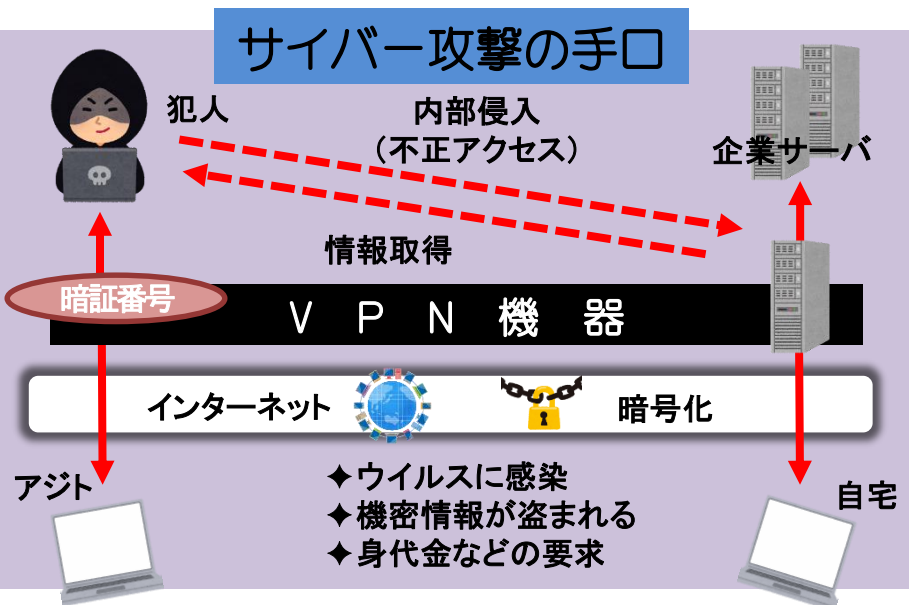 サイバー攻撃の手口
犯人
内部侵入
（不正アクセス）
企業サーバ
情報取得
暗証番号
ＶＰＮ機器
インターネット
暗号化
アジト
✦ウイルスに感染
✦機密情報が盗まれる
✦身代金などの要求
自宅